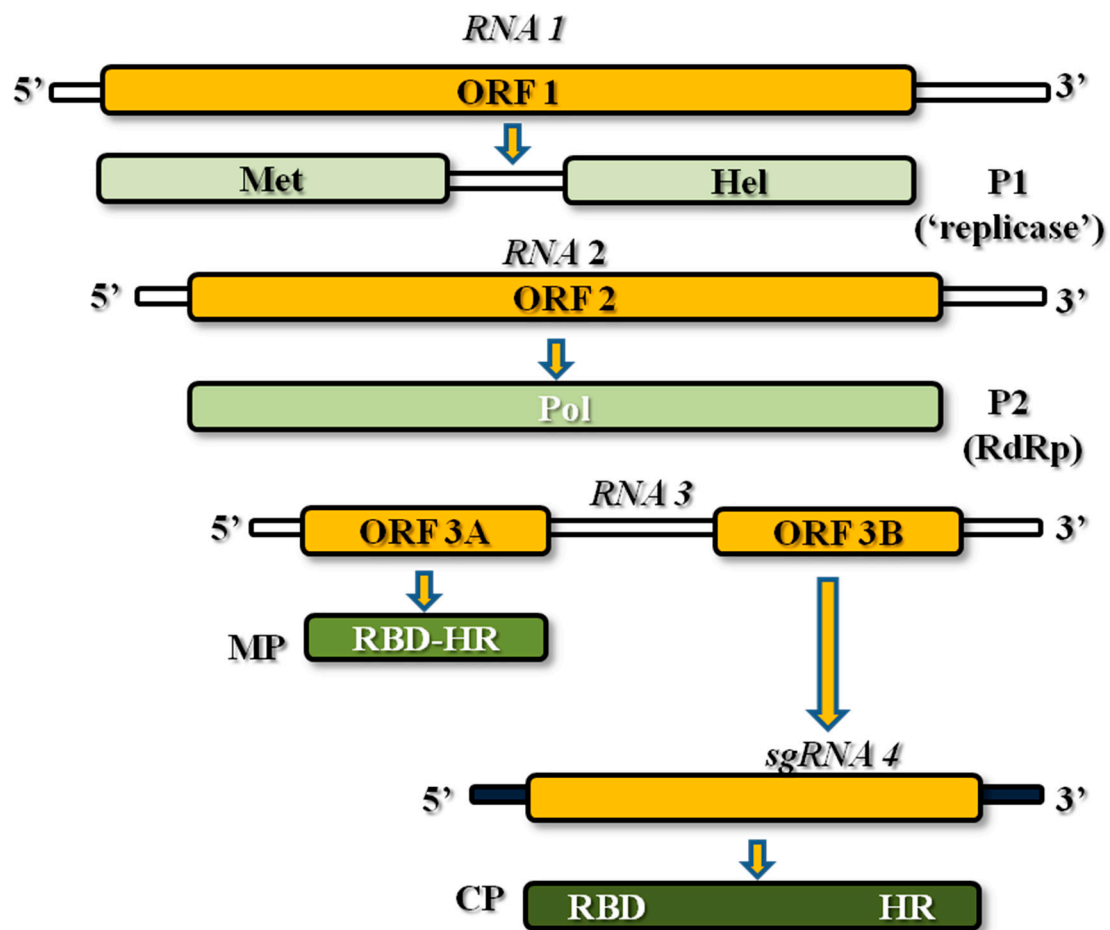 RNA 1
5’ ORF 1 3’
Met Hel P1
(‘replicase’)
RNA 2
5’ ORF 2 3’
Pol P2
(RdRp)
RNA 3
5’ ORF 3A ORF 3B 3’
MP RBD-HR
sgRNA 4
5’ 3’
CP RBD HR